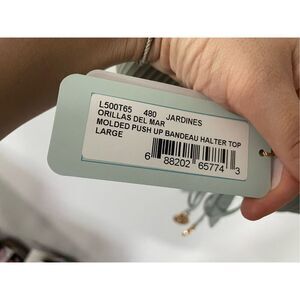 L500T65 480 JARDINES
ORILLAS DEL MAR
MOLDED PUSH UP BANDEAU HALTER TOP
LARGE
6 88202 65774 3